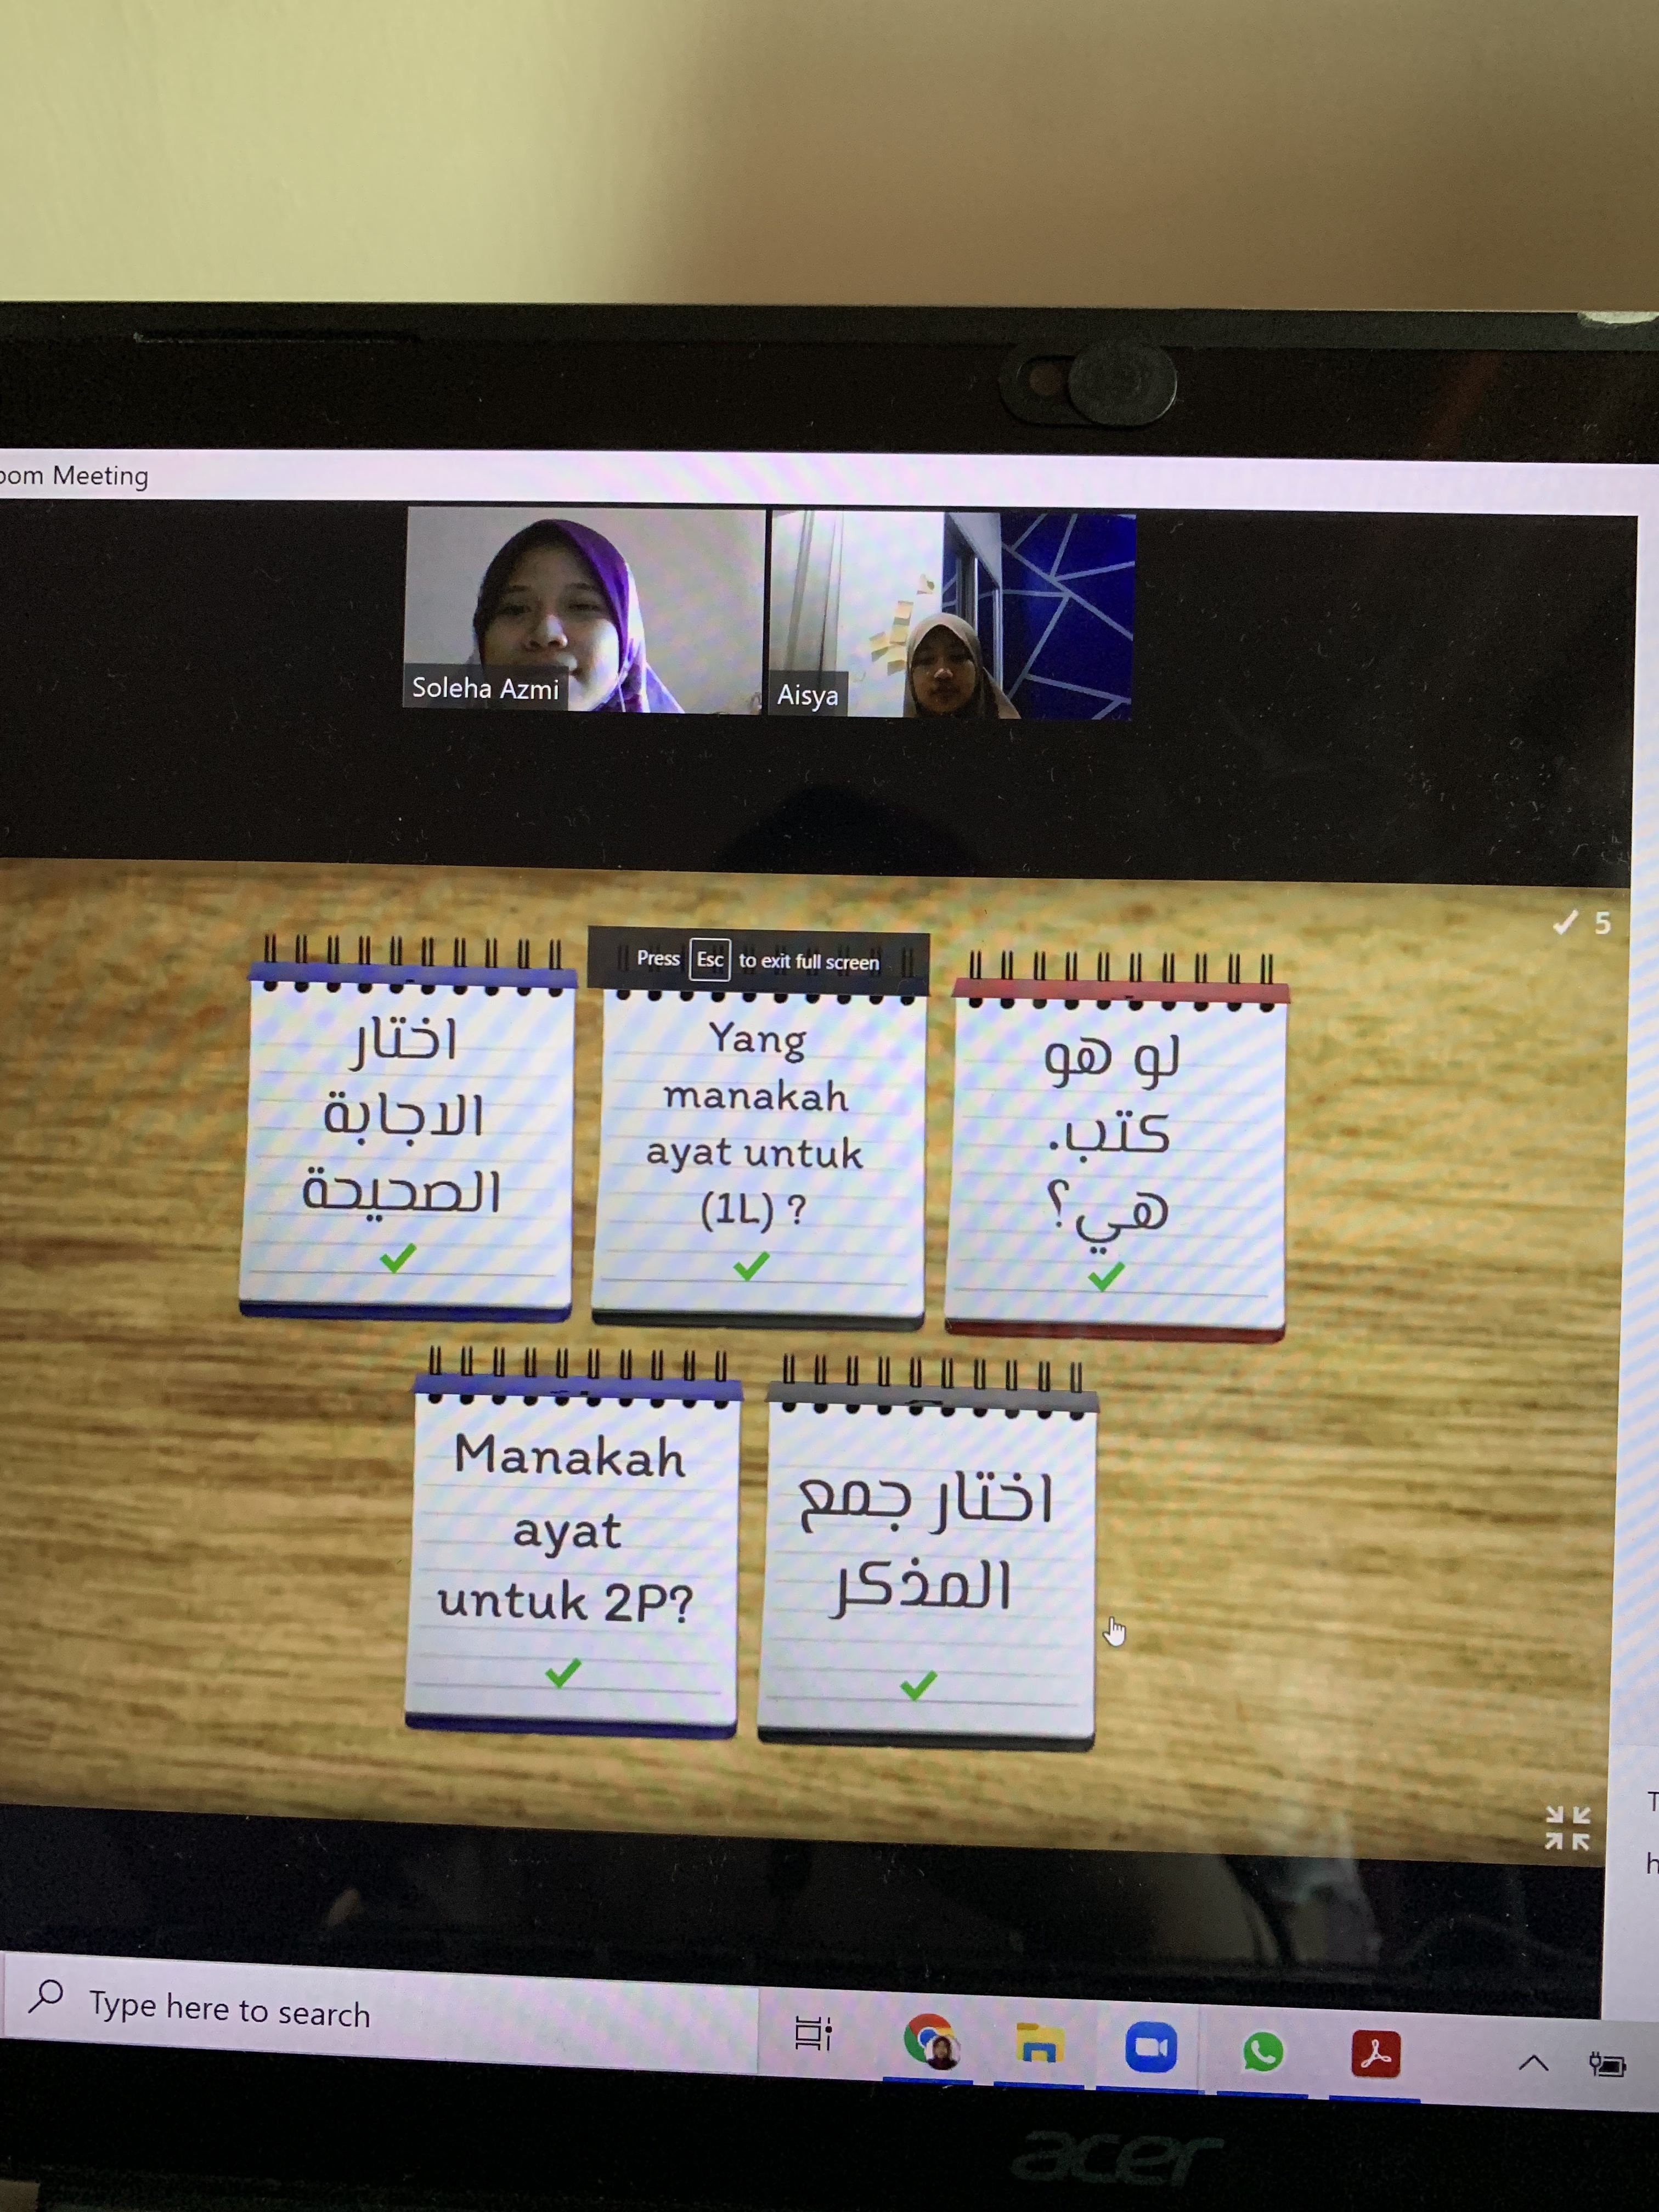 oom Meeting
Soleha Azmi
Aisya
5
Press Esc to exit full screen
اختار
الاجابة
الصحيحة
Yang
manakah
ayat untuk
(1L) ?
لو هو
كتب.
هي؟
Manakah
ayat
untuk 2P?
اختار جمع
المذكر
T
h
Type here to search
acer